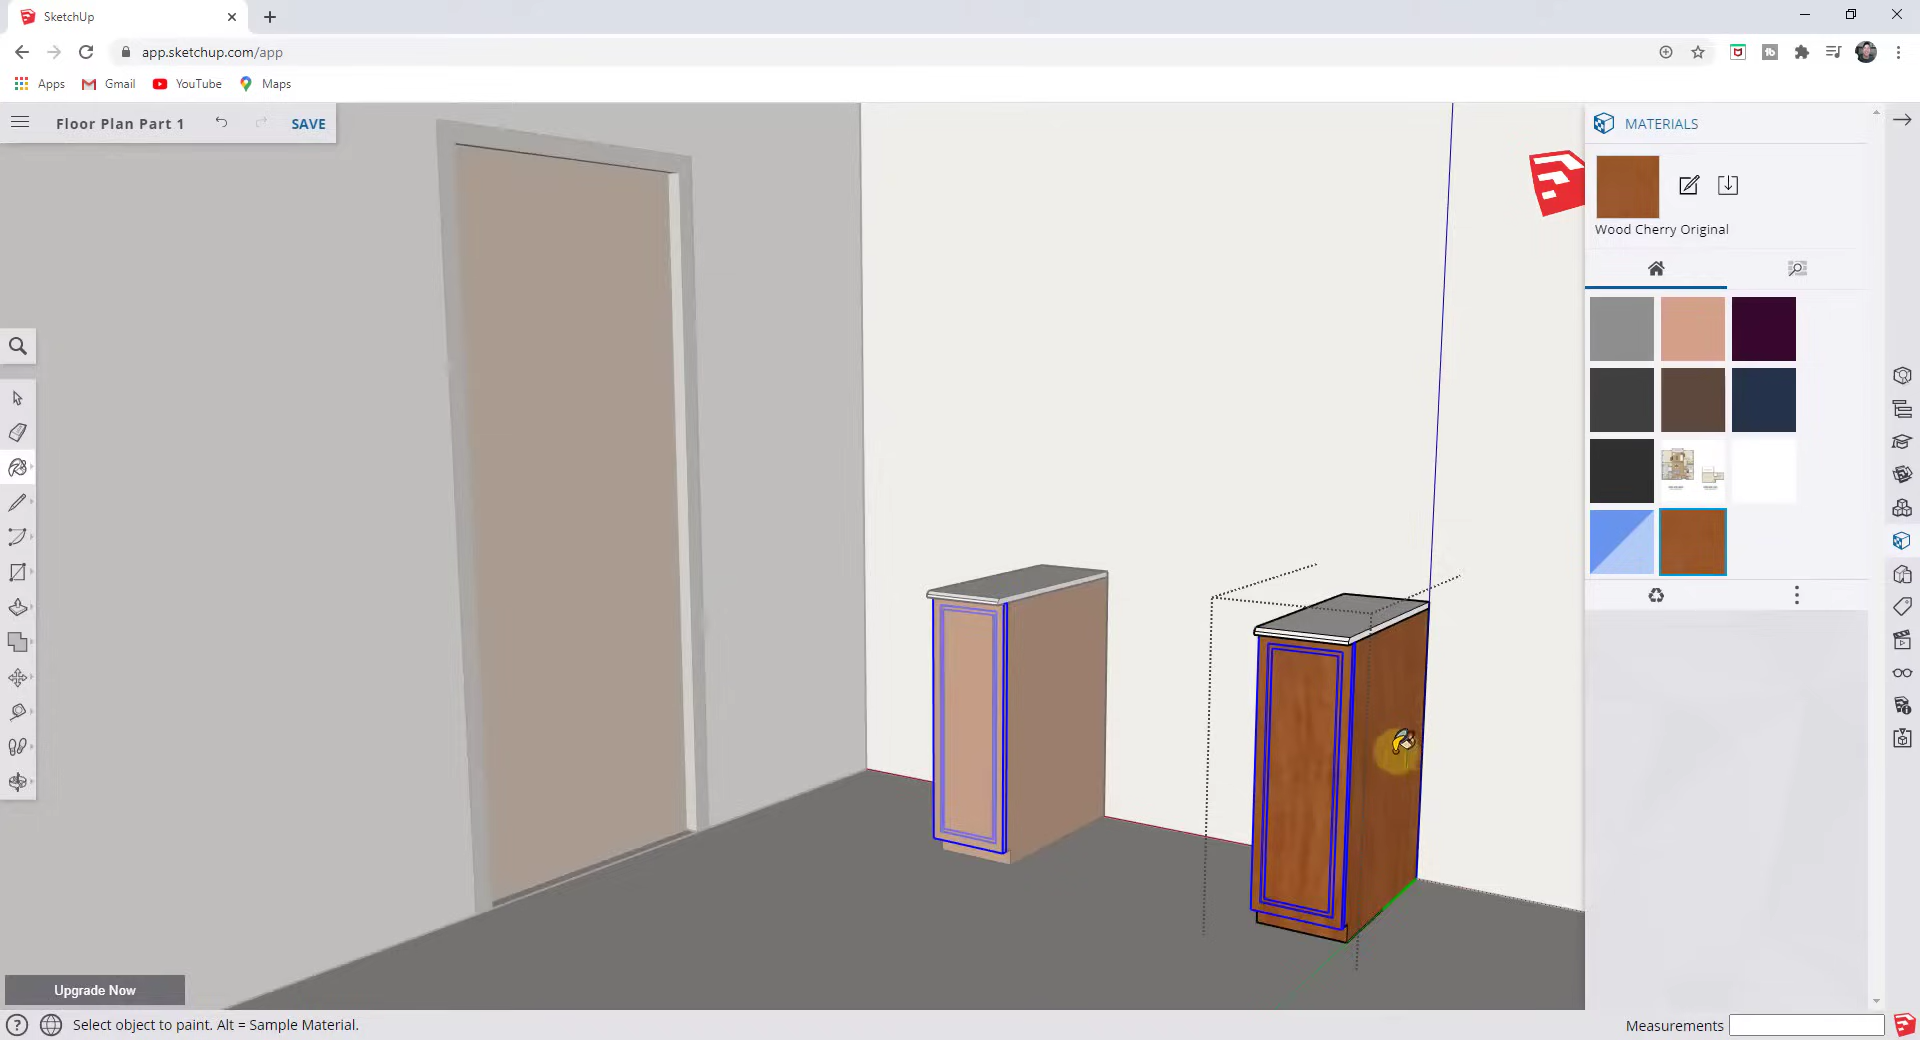 SketchUp
app.sketchup.com/app
Apps
Gmail
YouTube
Maps
Floor Plan Part 1
SAVE
MATERIALS
Wood Cherry Original
Upgrade Now
Select object to paint. Alt = Sample Material.
Measurements